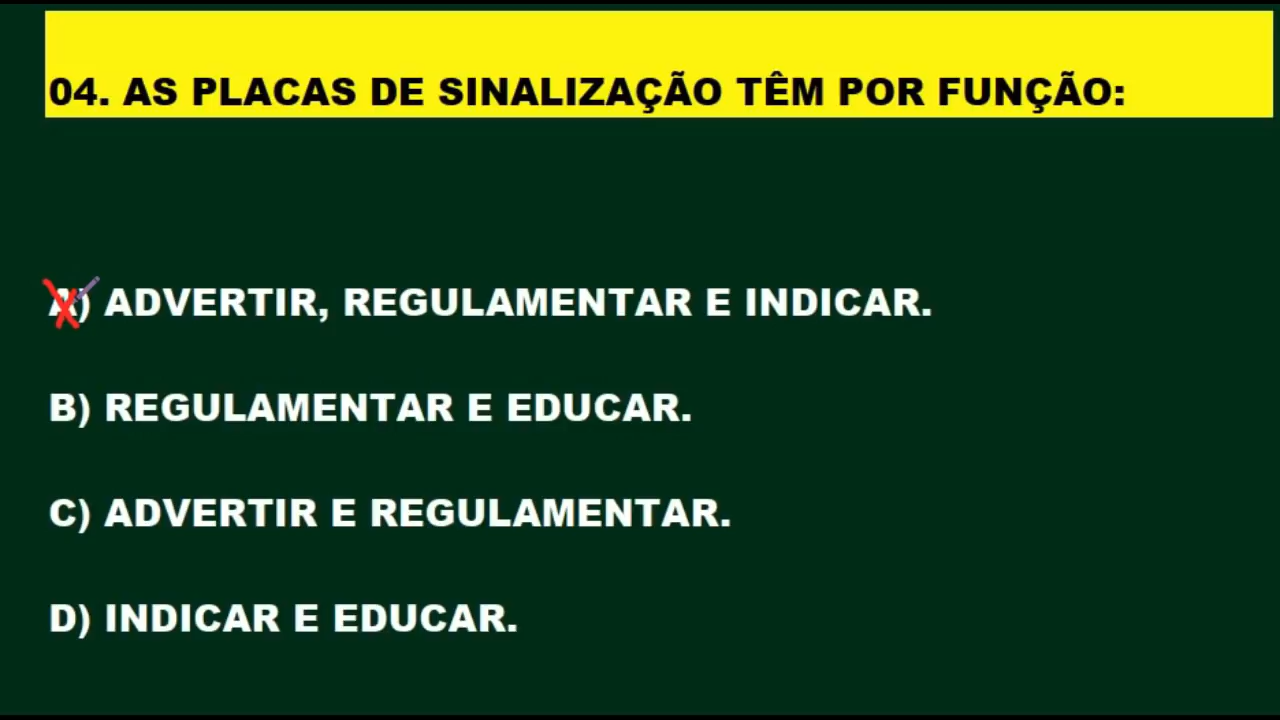 04. AS PLACAS DE SINALIZAÇÃO TÊM POR FUNÇÃO:
A) ADVERTIR, REGULAMENTAR E INDICAR.
B) REGULAMENTAR E EDUCAR.
C) ADVERTIR E REGULAMENTAR.
D) INDICAR E EDUCAR.